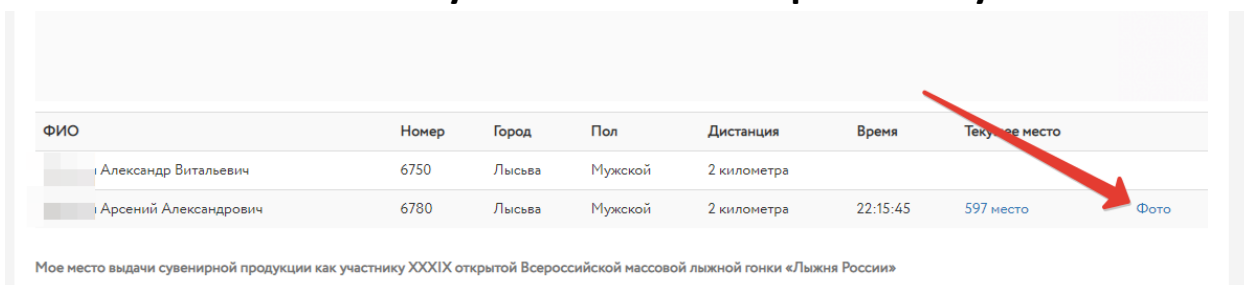 ФИО Номер Город Пол Дистанция Время Текущее место
Александр Витальевич 6750 Лысьва Мужской 2 километра
Арсений Александрович 6780 Лысьва Мужской 2 километра 22:15:45 597 место Фото
Мое место выдачи сувенирной продукции как участнику XXXIX открытой Всероссийской массовой лыжной гонки «Лыжня России»